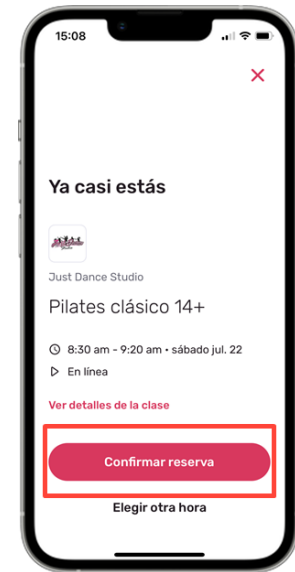 15:08
Ya casi estás
Just Dance Studio
Pilates clásico 14+
8:30 am - 9:20 am • sábado jul. 22
En línea
Ver detalles de la clase
Confirmar reserva
Elegir otra hora